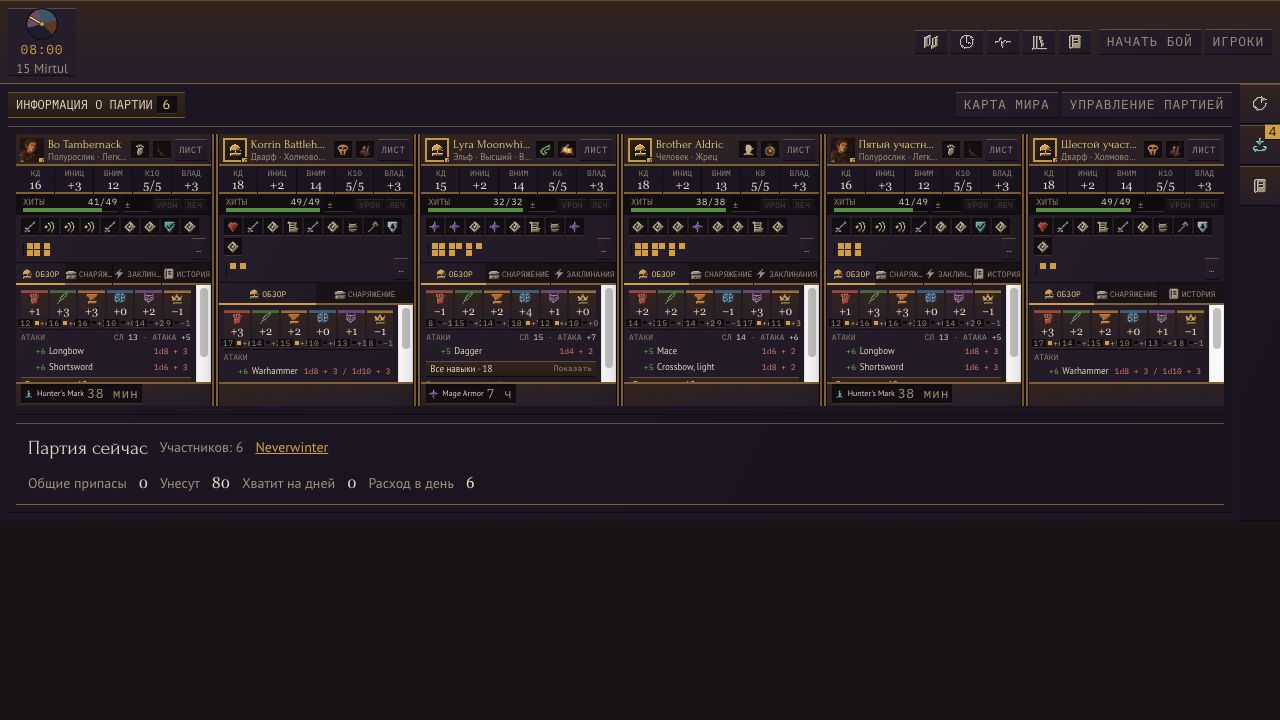 08:00
15 Mirtul
НАЧАТЬ БОЙ
ИГРОКИ
ИНФОРМАЦИЯ О ПАРТИИ 6
КАРТА МИРА
УПРАВЛЕНИЕ ПАРТИЕЙ
4
Bo Tambernack
Полурослик · Легк...
ЛИСТ
КД ИНИЦ ВНИМ К10 ВЛАД
16 +3 12 5/5 +3
ХИТЫ 41/49 ± УРОН ЛЕЧ
...
ОБЗОР СНАРЯЖ... ЗАКЛИН... ИСТОРИЯ
+1 +3 +3 +0 +2 −1
АТАКИ СЛ 13 · АТАКА +5
+6 Longbow 1d8 + 3
+6 Shortsword 1d6 + 3
Hunter's Mark 38 мин
Korrin Battleh...
Дварф · Холмово...
ЛИСТ
КД ИНИЦ ВНИМ К10 ВЛАД
18 +2 14 5/5 +3
ХИТЫ 49/49 ± УРОН ЛЕЧ
...
ОБЗОР СНАРЯЖЕНИЕ
+3 +2 +3 +0 +1 −1
АТАКИ
+6 Warhammer 1d8 + 3 / 1d10 + 3
Lyra Moonwhi...
Эльф · Высший · В...
ЛИСТ
КД ИНИЦ ВНИМ К6 ВЛАД
15 +2 14 5/5 +3
ХИТЫ 32/32 ± УРОН ЛЕЧ
...
ОБЗОР СНАРЯЖЕНИЕ ЗАКЛИНАНИЯ
−1 +2 +2 +4 +1 +0
АТАКИ СЛ 15 · АТАКА +7
+5 Dagger 1d4 + 2
Все навыки · 18 Показать
Mage Armor 7 ч
Brother Aldric
Человек · Жрец
ЛИСТ
КД ИНИЦ ВНИМ К8 ВЛАД
18 +2 13 5/5 +3
ХИТЫ 38/38 ± УРОН ЛЕЧ
...
ОБЗОР СНАРЯЖЕНИЕ ЗАКЛИНАНИЯ
+2 +2 +2 −1 +3 +0
АТАКИ СЛ 14 · АТАКА +6
+5 Mace 1d6 + 2
+5 Crossbow, light 1d8 + 2
Пятый участн...
Полурослик · Легк...
ЛИСТ
КД ИНИЦ ВНИМ К10 ВЛАД
16 +3 12 5/5 +3
ХИТЫ 41/49 ± УРОН ЛЕЧ
...
ОБЗОР СНАРЯЖ... ЗАКЛИН... ИСТОРИЯ
+1 +3 +3 +0 +2 −1
АТАКИ СЛ 13 · АТАКА +5
+6 Longbow 1d8 + 3
+6 Shortsword 1d6 + 3
Hunter's Mark 38 мин
Шестой участ...
Дварф · Холмово...
ЛИСТ
КД ИНИЦ ВНИМ К10 ВЛАД
18 +2 14 5/5 +3
ХИТЫ 49/49 ± УРОН ЛЕЧ
...
ОБЗОР СНАРЯЖЕНИЕ ИСТОРИЯ
+3 +2 +3 +0 +1 −1
АТАКИ
+6 Warhammer 1d8 + 3 / 1d10 + 3
Партия сейчас Участников: 6 Neverwinter
Общие припасы 0 Унесут 80 Хватит на дней 0 Расход в день 6